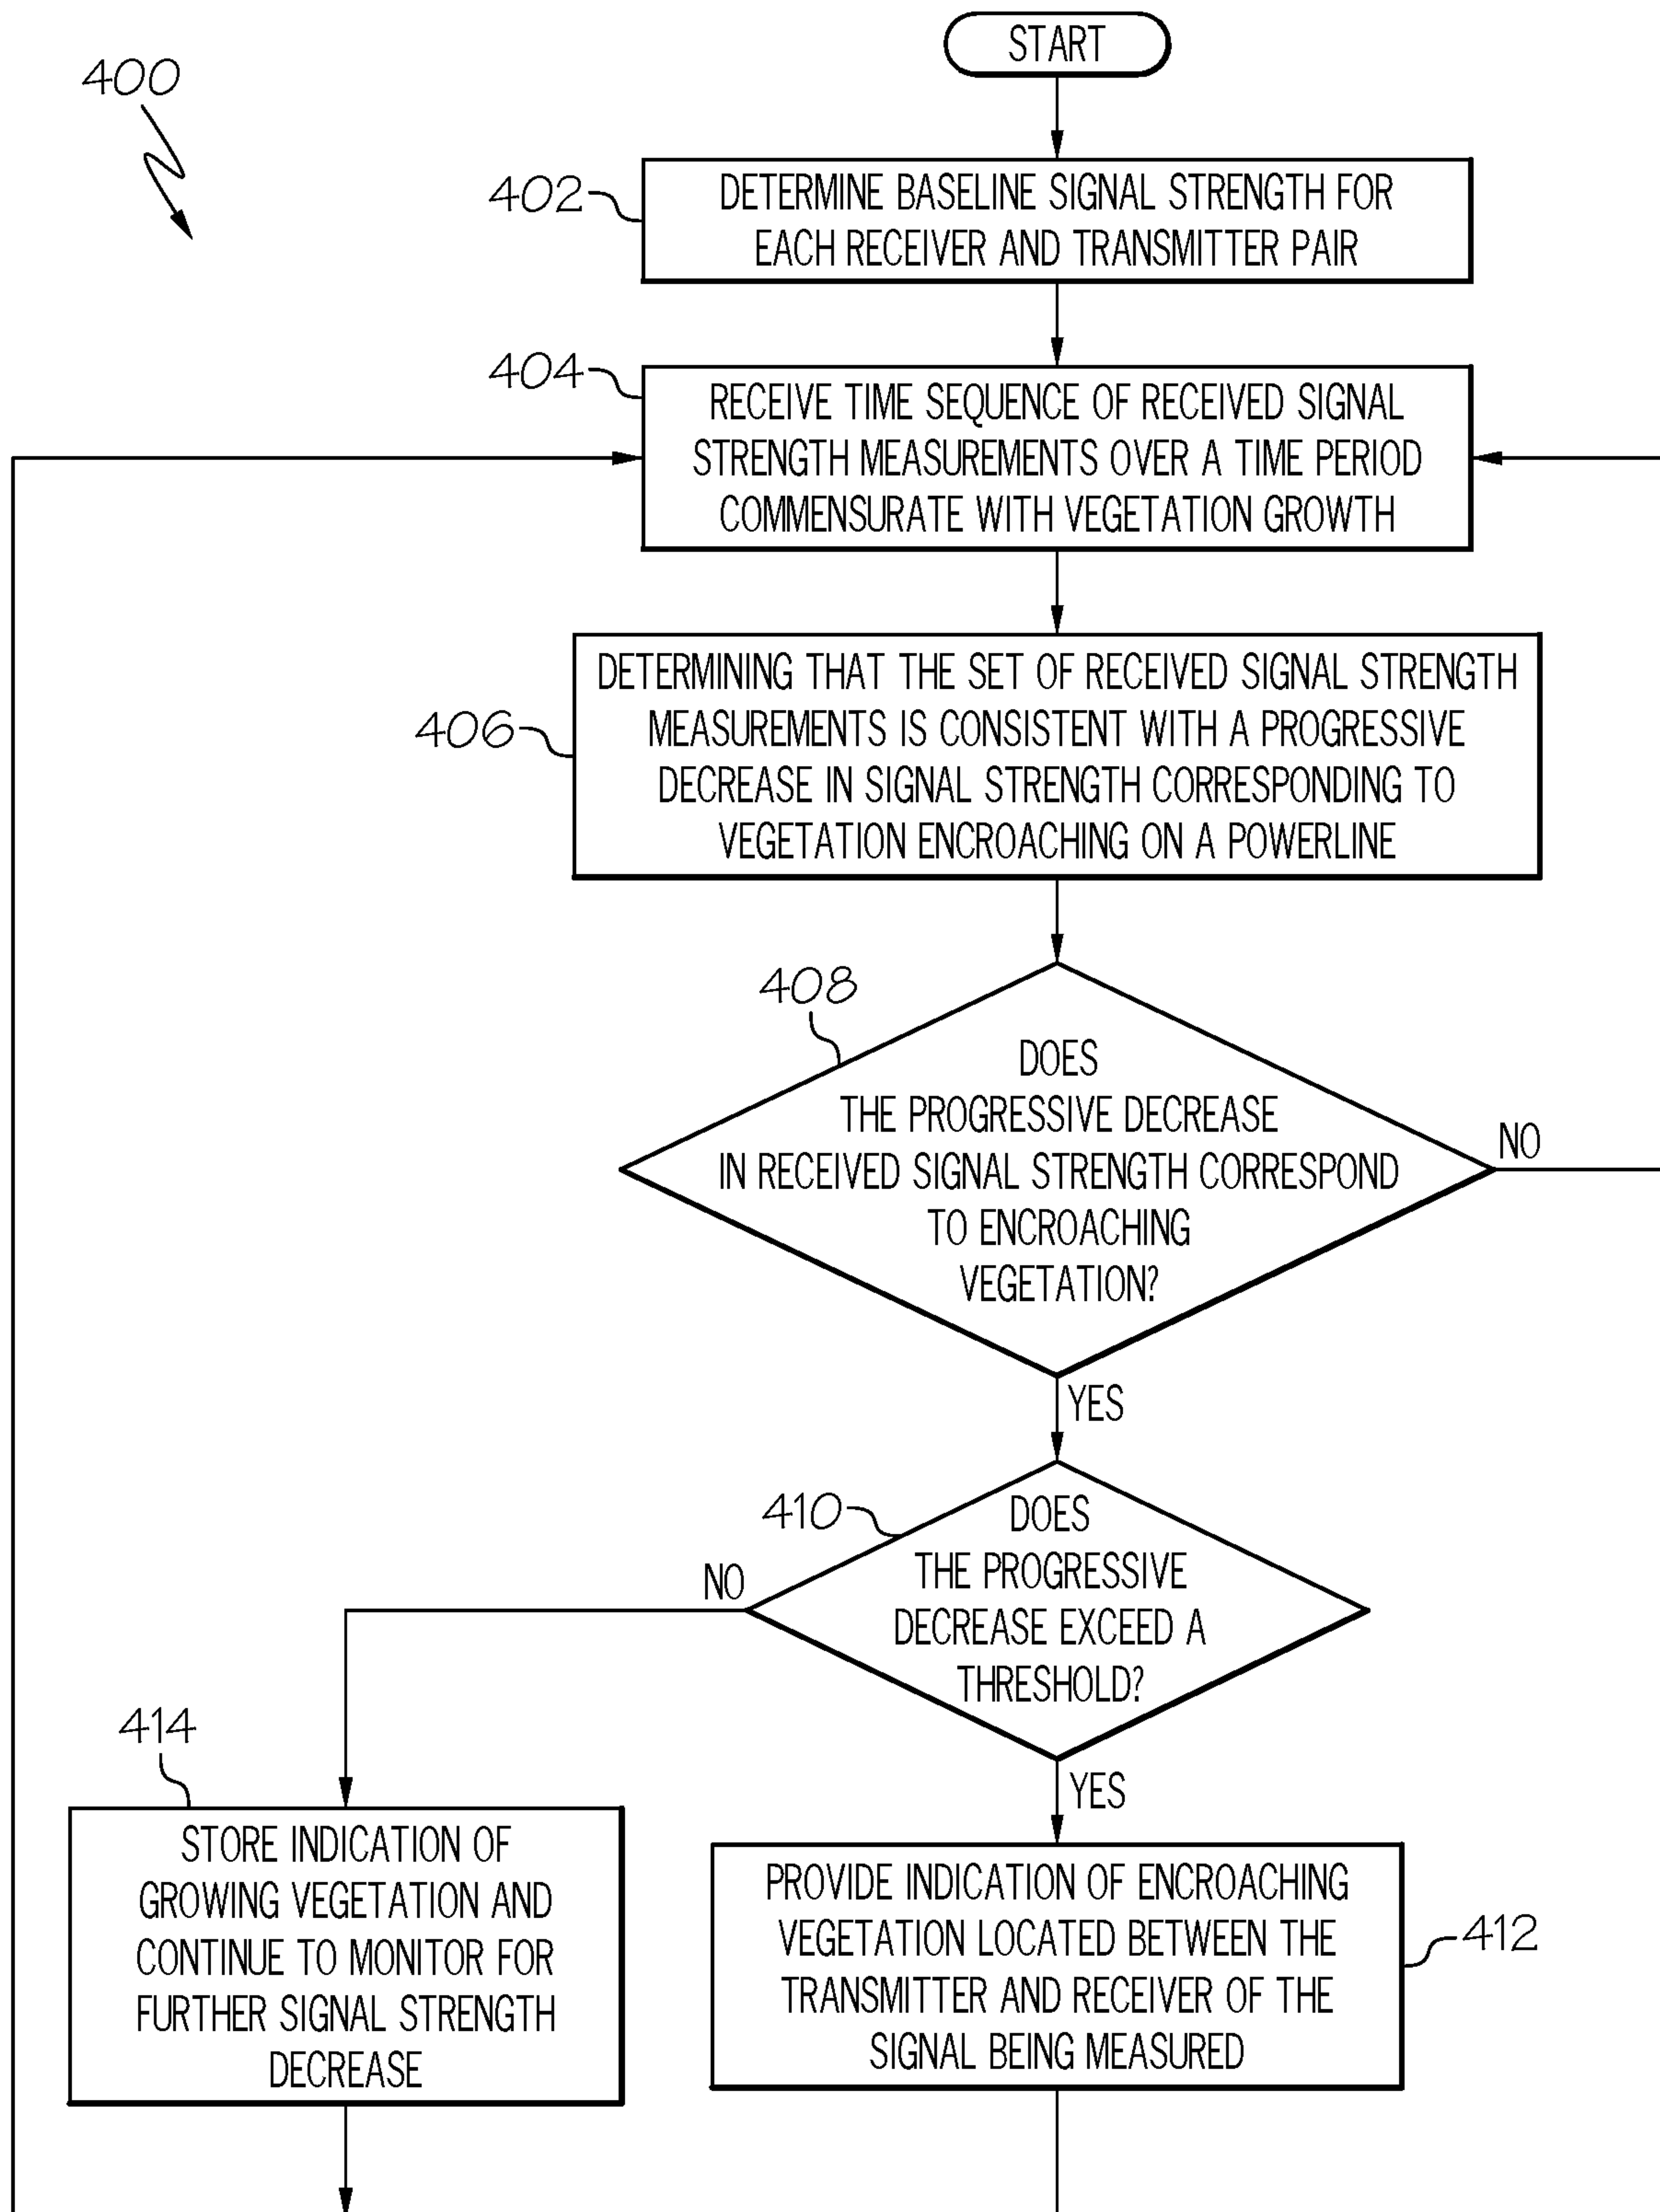 START
400
402
DETERMINE BASELINE SIGNAL STRENGTH FOR
EACH RECEIVER AND TRANSMITTER PAIR
404
RECEIVE TIME SEQUENCE OF RECEIVED SIGNAL
STRENGTH MEASUREMENTS OVER A TIME PERIOD
COMMENSURATE WITH VEGETATION GROWTH
406
DETERMINING THAT THE SET OF RECEIVED SIGNAL STRENGTH
MEASUREMENTS IS CONSISTENT WITH A PROGRESSIVE
DECREASE IN SIGNAL STRENGTH CORRESPONDING TO
VEGETATION ENCROACHING ON A POWERLINE
408
DOES
THE PROGRESSIVE DECREASE
IN RECEIVED SIGNAL STRENGTH CORRESPOND
TO ENCROACHING
VEGETATION?
NO
YES
410
DOES
THE PROGRESSIVE
DECREASE EXCEED A
THRESHOLD?
NO
YES
414
STORE INDICATION OF
GROWING VEGETATION AND
CONTINUE TO MONITOR FOR
FURTHER SIGNAL STRENGTH
DECREASE
PROVIDE INDICATION OF ENCROACHING
VEGETATION LOCATED BETWEEN THE
TRANSMITTER AND RECEIVER OF THE
SIGNAL BEING MEASURED
412